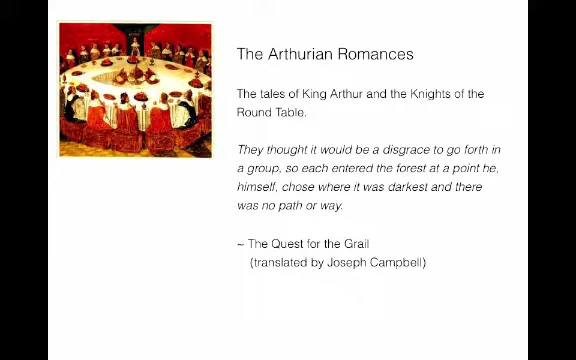 The Arthurian Romances
The tales of King Arthur and the Knights of the
Round Table.
They thought it would be a disgrace to go forth in
a group, so each entered the forest at a point he,
himself, chose where it was darkest and there
was no path or way.
~ The Quest for the Grail
(translated by Joseph Campbell)